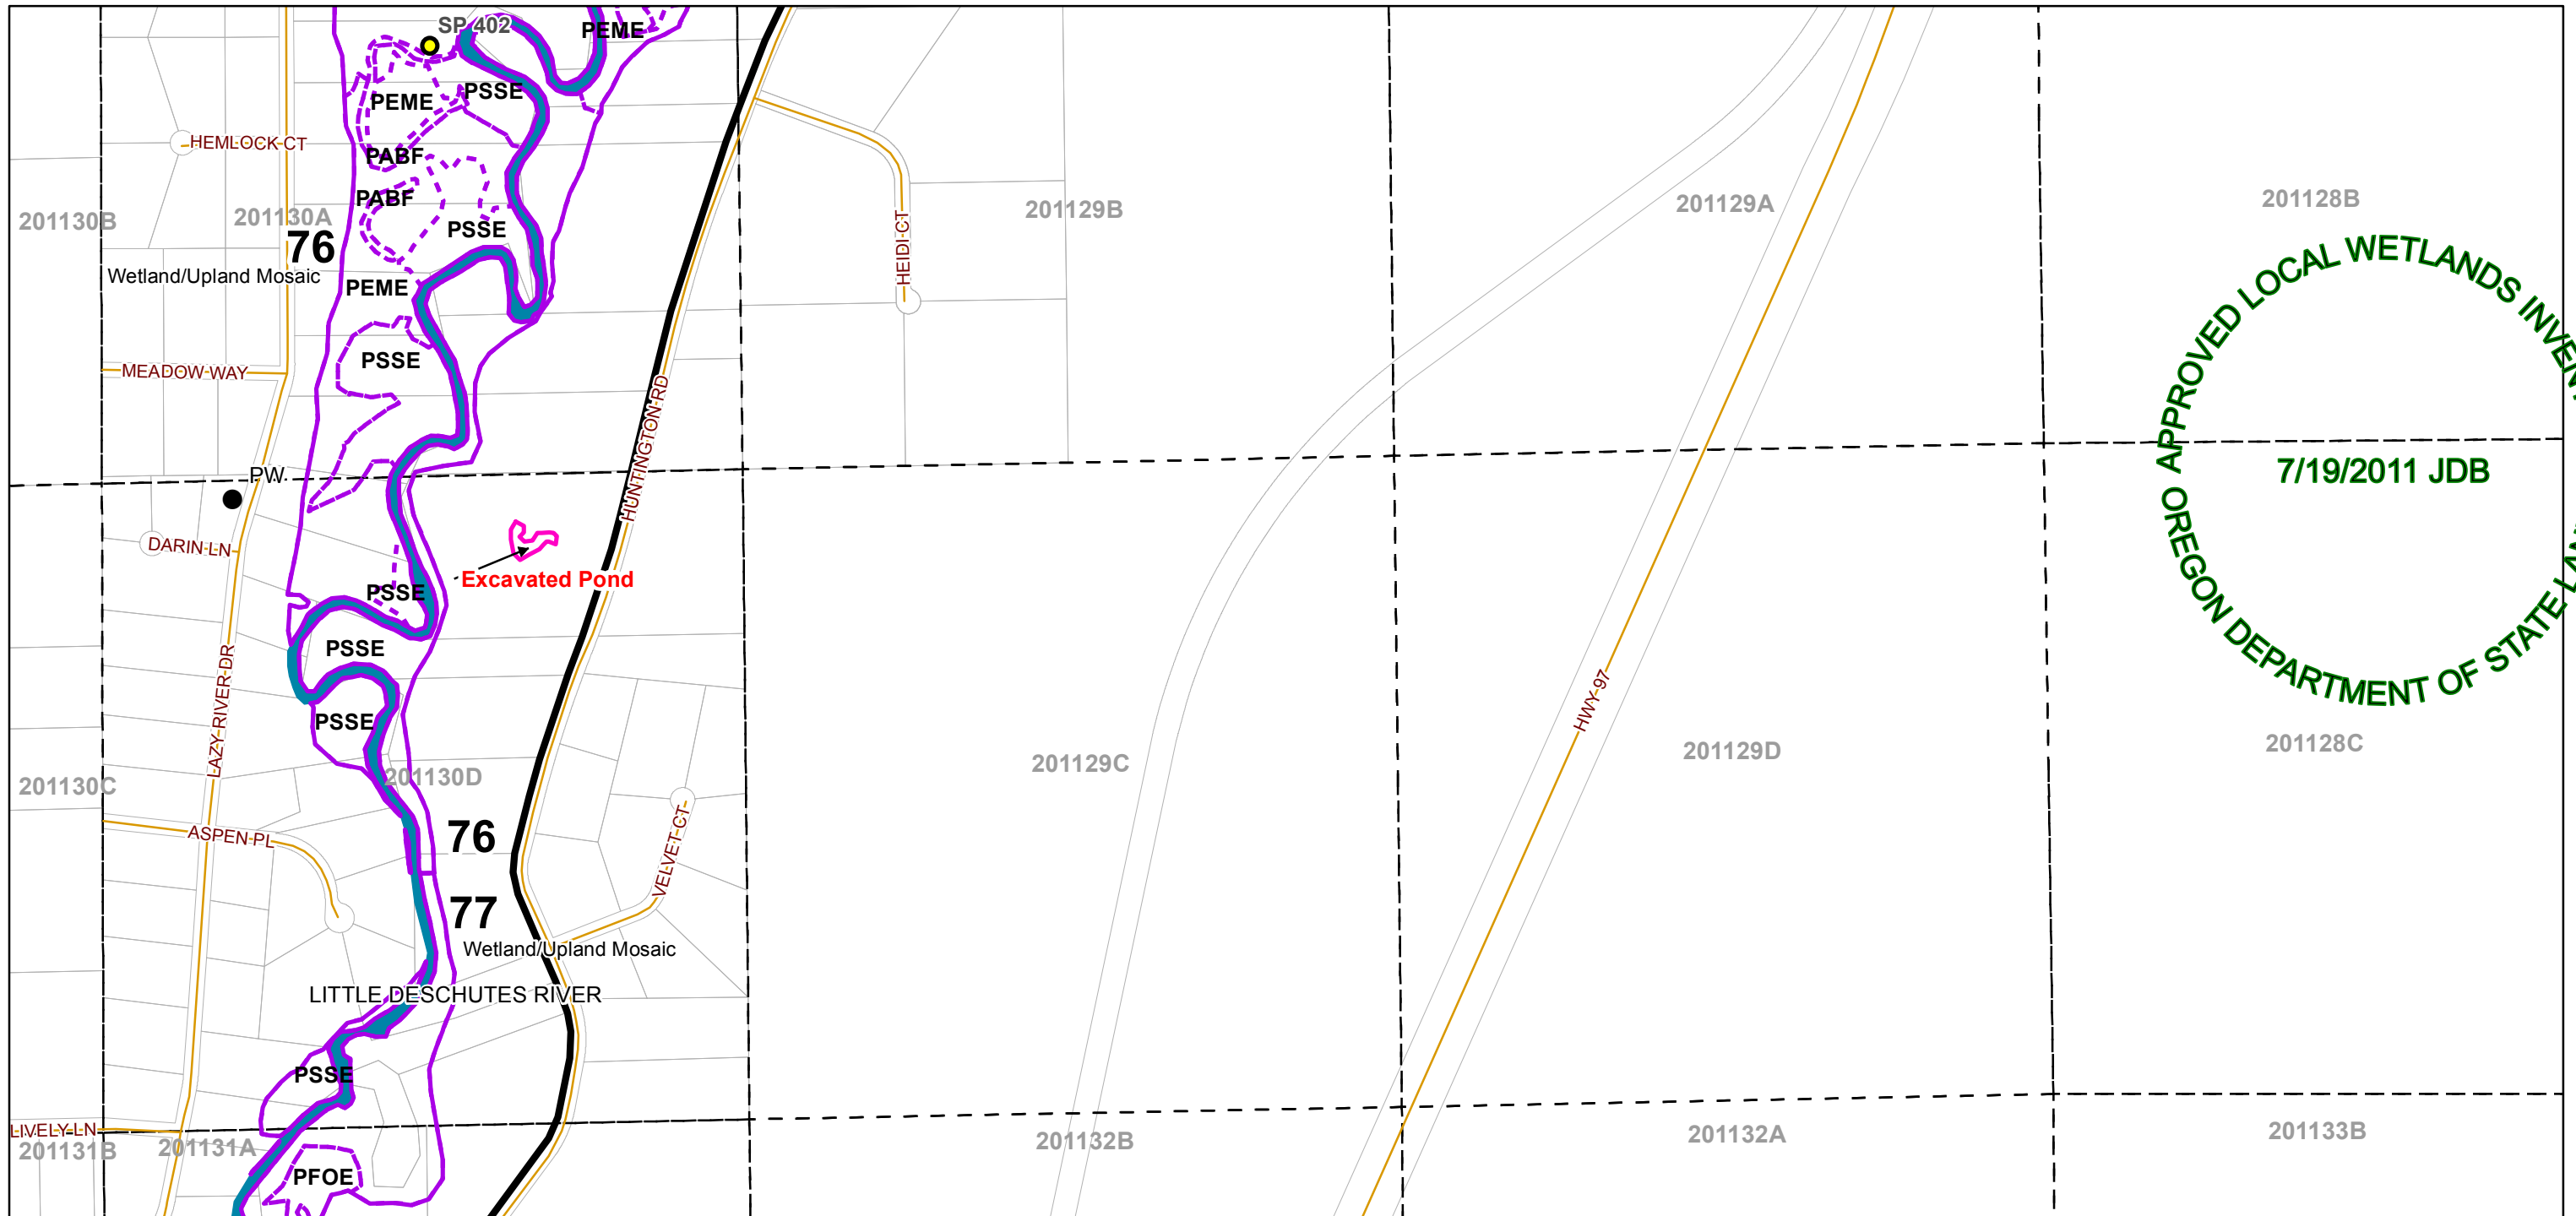 SP 402
PEME
PSSE
PEME
HEMLOCK CT
PABF
PABF
201130B
201130A
201129B
201129A
201128B
PSSE
76
Wetland/Upland Mosaic
HEIDI CT
PEME
PSSE
MEADOW WAY
HUNTINGTON RD
APPROVED LOCAL WETLANDS
7/19/2011 JDB
OREGON DEPARTMENT OF STATE
PW
DARIN LN
Excavated Pond
PSSE
PSSE
LAZY RIVER DR
PSSE
HWY 97
201130C
201130D
201129C
201129D
201128C
ASPEN PL
76
VELVET CT
77
Wetland/Upland Mosaic
LITTLE DESCHUTES RIVER
PSSE
LIVELY LN
201131B
201131A
201132B
201132A
201133B
PFOE